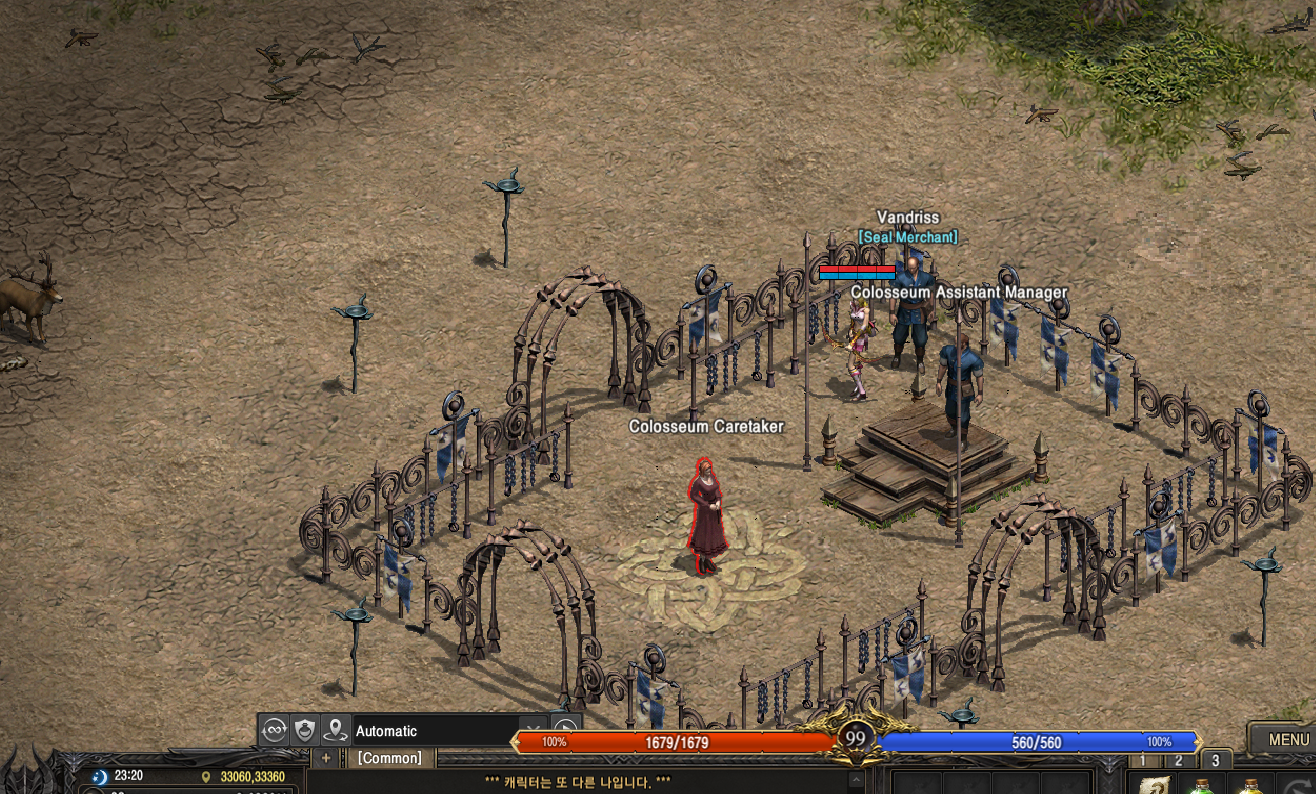 Vandriss
[Seal Merchant]
Colosseum Assistant Manager
Colosseum Caretaker
Automatic
100%
1679/1679
99
560/560
100%
MENU
+
[Common]
1
2
3
23:20
33060,33360
*** 캐릭터는 또 다른 나입니다. ***